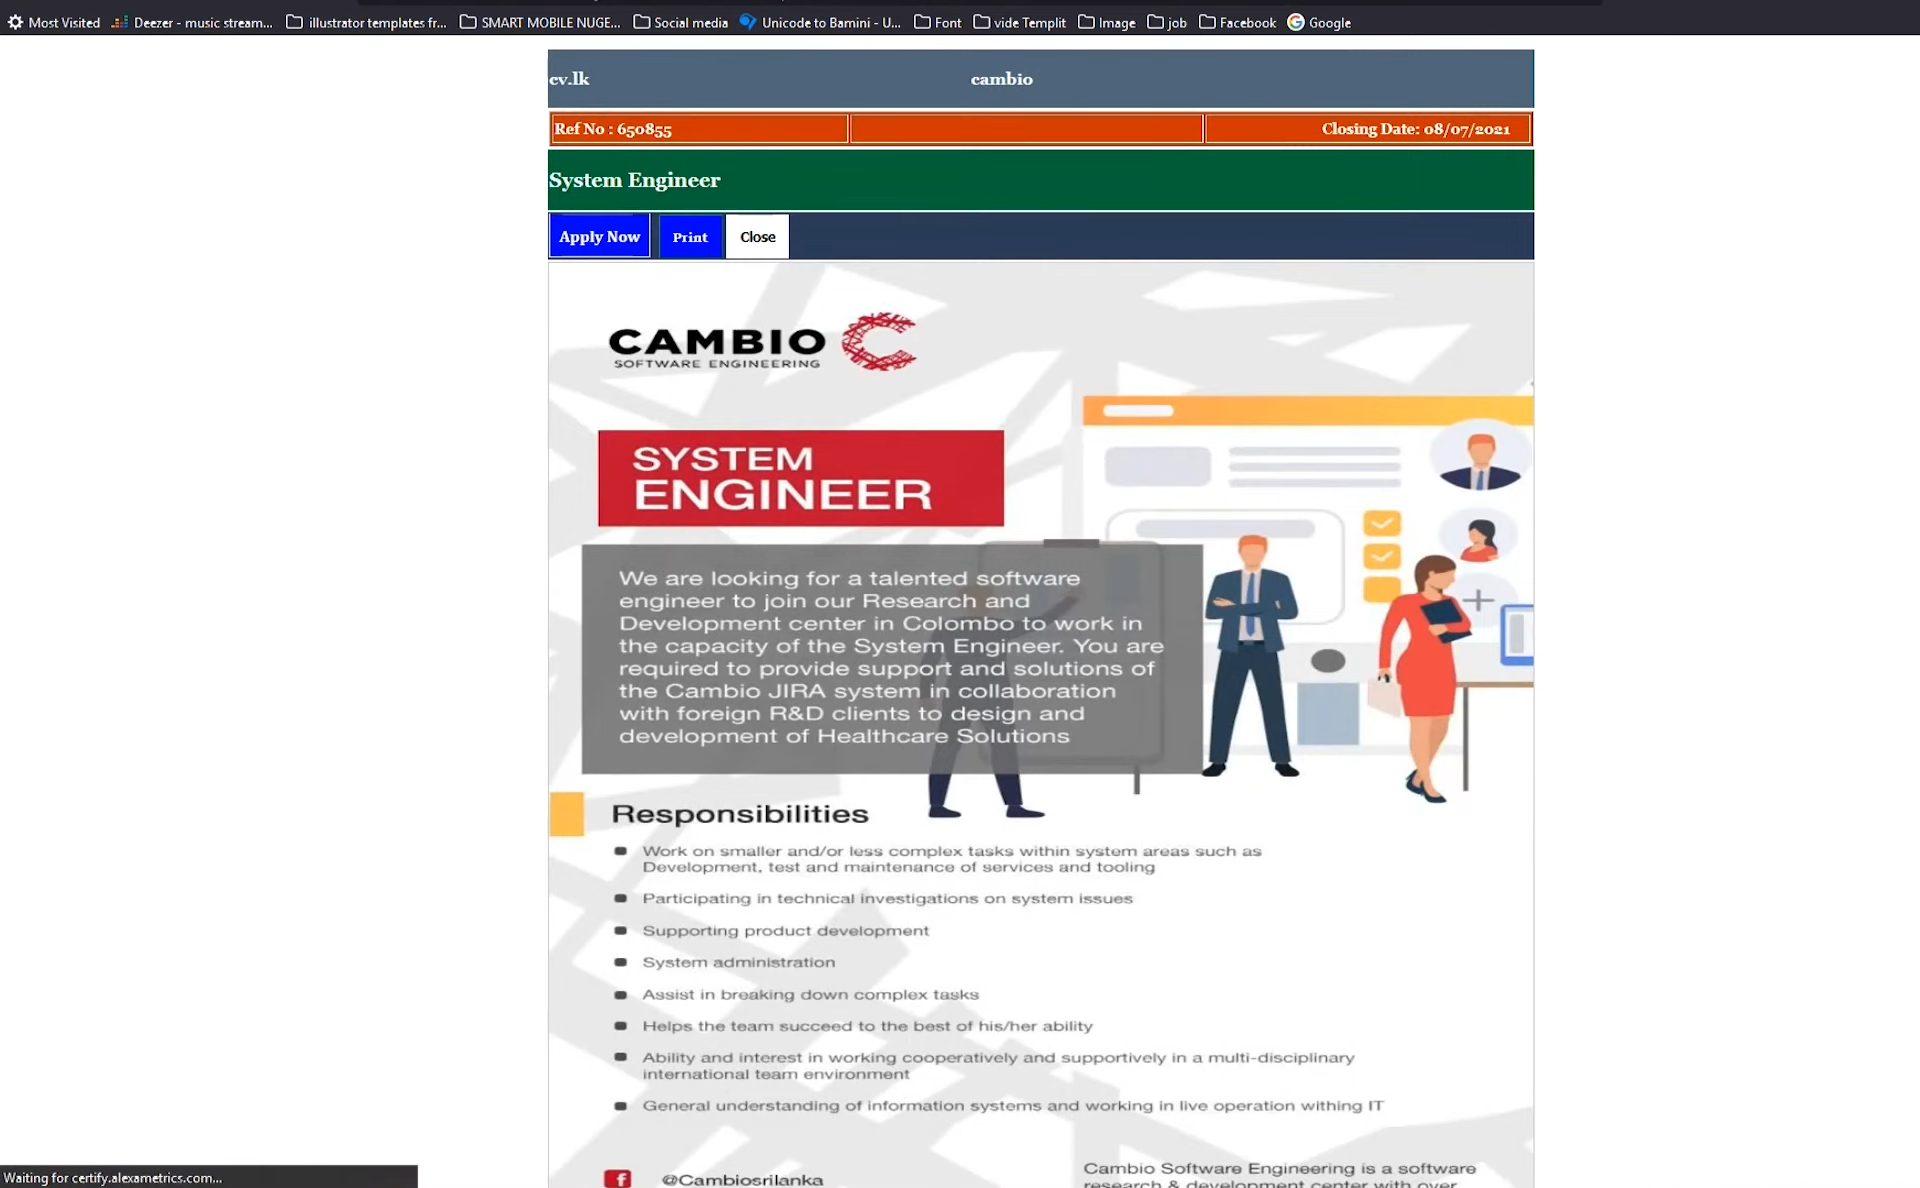 Most Visited Deezer - music stream... illustrator templates fr... SMART MOBILE NUGE... Social media Unicode to Bamini - U... Font vide Templit Image job Facebook Google
cv.lk cambio
Ref No : 650855 Closing Date: 08/07/2021
System Engineer
Apply Now Print Close
CAMBIO
SOFTWARE ENGINEERING
SYSTEM
ENGINEER
We are looking for a talented software
engineer to join our Research and
Development center in Colombo to work in
the capacity of the System Engineer. You are
required to provide support and solutions of
the Cambio JIRA system in collaboration
with foreign R&D clients to design and
development of Healthcare Solutions
Responsibilities
Work on smaller and/or less complex tasks within system areas such as
Development, test and maintenance of services and tooling
Participating in technical investigations on system issues
Supporting product development
System administration
Assist in breaking down complex tasks
Helps the team succeed to the best of his/her ability
Ability and interest in working cooperatively and supportively in a multi-disciplinary
international team environment
General understanding of information systems and working in live operation withing IT
@Cambiosrilanka
Cambio Software Engineering is a software
research & development center with over
Waiting for certify.alexametrics.com...